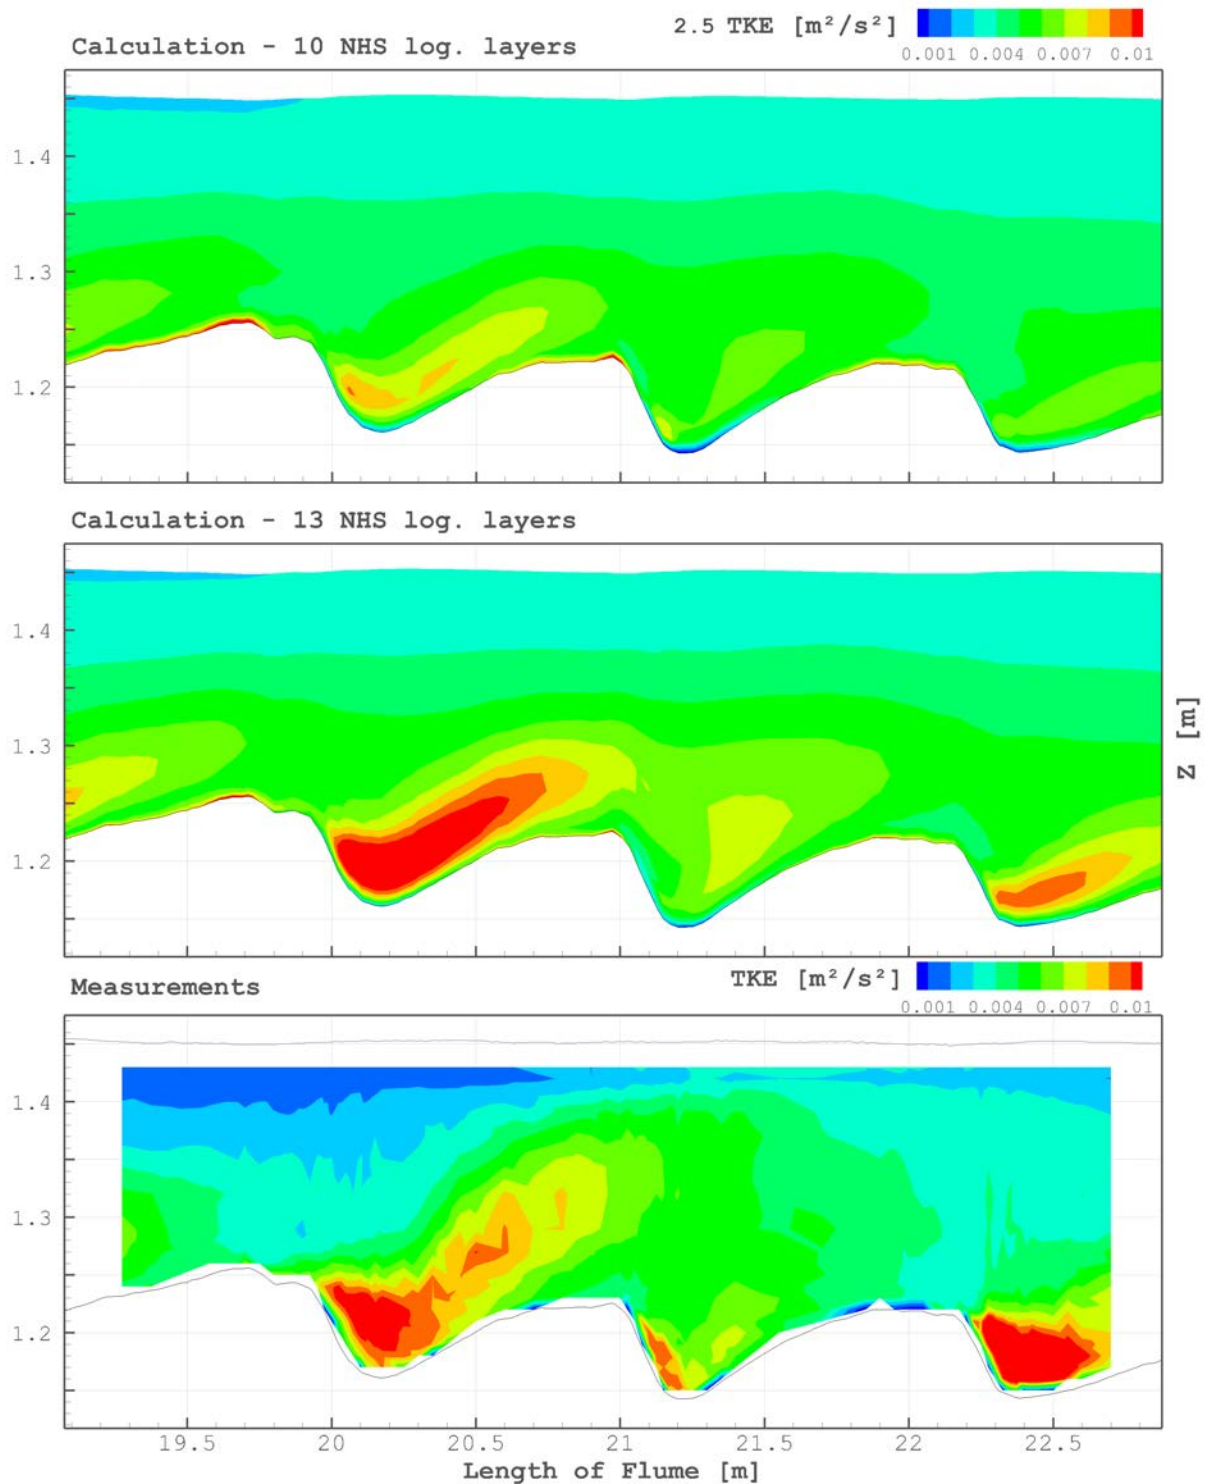 2.5 TKE [m²/s²]
Calculation - 10 NHS log. layers
0.001 0.004 0.007 0.01
1.4
1.3
1.2
Calculation - 13 NHS log. layers
1.4
1.3
1.2
Z [m]
TKE [m²/s²]
Measurements
0.001 0.004 0.007 0.01
1.4
1.3
1.2
19.5 20 20.5 21 21.5 22 22.5
Length of Flume [m]